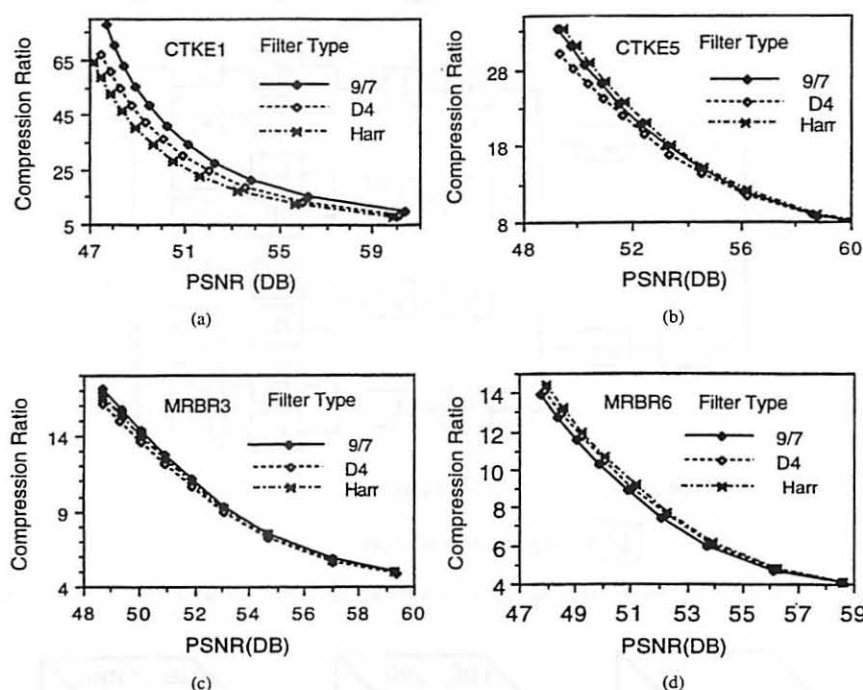 CTKE1
Filter Type
9/7
D4
Harr
Compression Ratio
65
45
25
5
47
51
55
60
PSNR (DB)
(a)
CTKE5
Filter Type
9/7
D4
Harr
Compression Ratio
28
18
8
48
52
56
60
PSNR(DB)
(b)
MRBR3
Filter Type
9/7
D4
Harr
Compression Ratio
14
9
4
48
50
52
54
56
58
60
PSNR(DB)
(c)
MRBR6
Filter Type
9/7
D4
Harr
Compression Ratio
14
12
10
8
6
4
47
49
51
53
55
57
59
PSNR(DB)
(d)